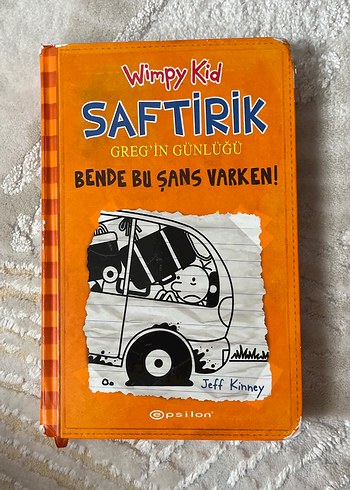 Wimpy Kid
SAFTİRİK
GREG'İN GÜNLÜĞÜ
BENDE BU ŞANS VARKEN!
Jeff Kinney
epsilon